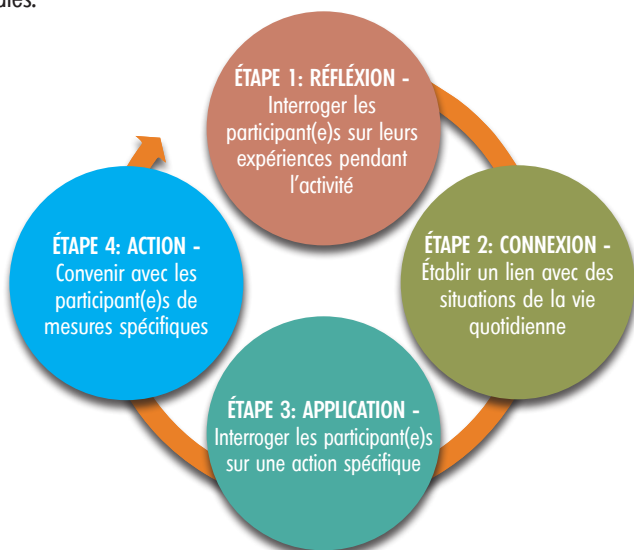 ÉTAPE 1: RÉFLÉXION -
Interroger les
participant(e)s sur leurs
expériences pendant
l'activité
ÉTAPE 2: CONNEXION -
Établir un lien avec des
situations de la vie
quotidienne
ÉTAPE 3: APPLICATION -
Interroger les participant(e)s
sur une action spécifique
ÉTAPE 4: ACTION -
Convenir avec les
participant(e)s de
mesures spécifiques